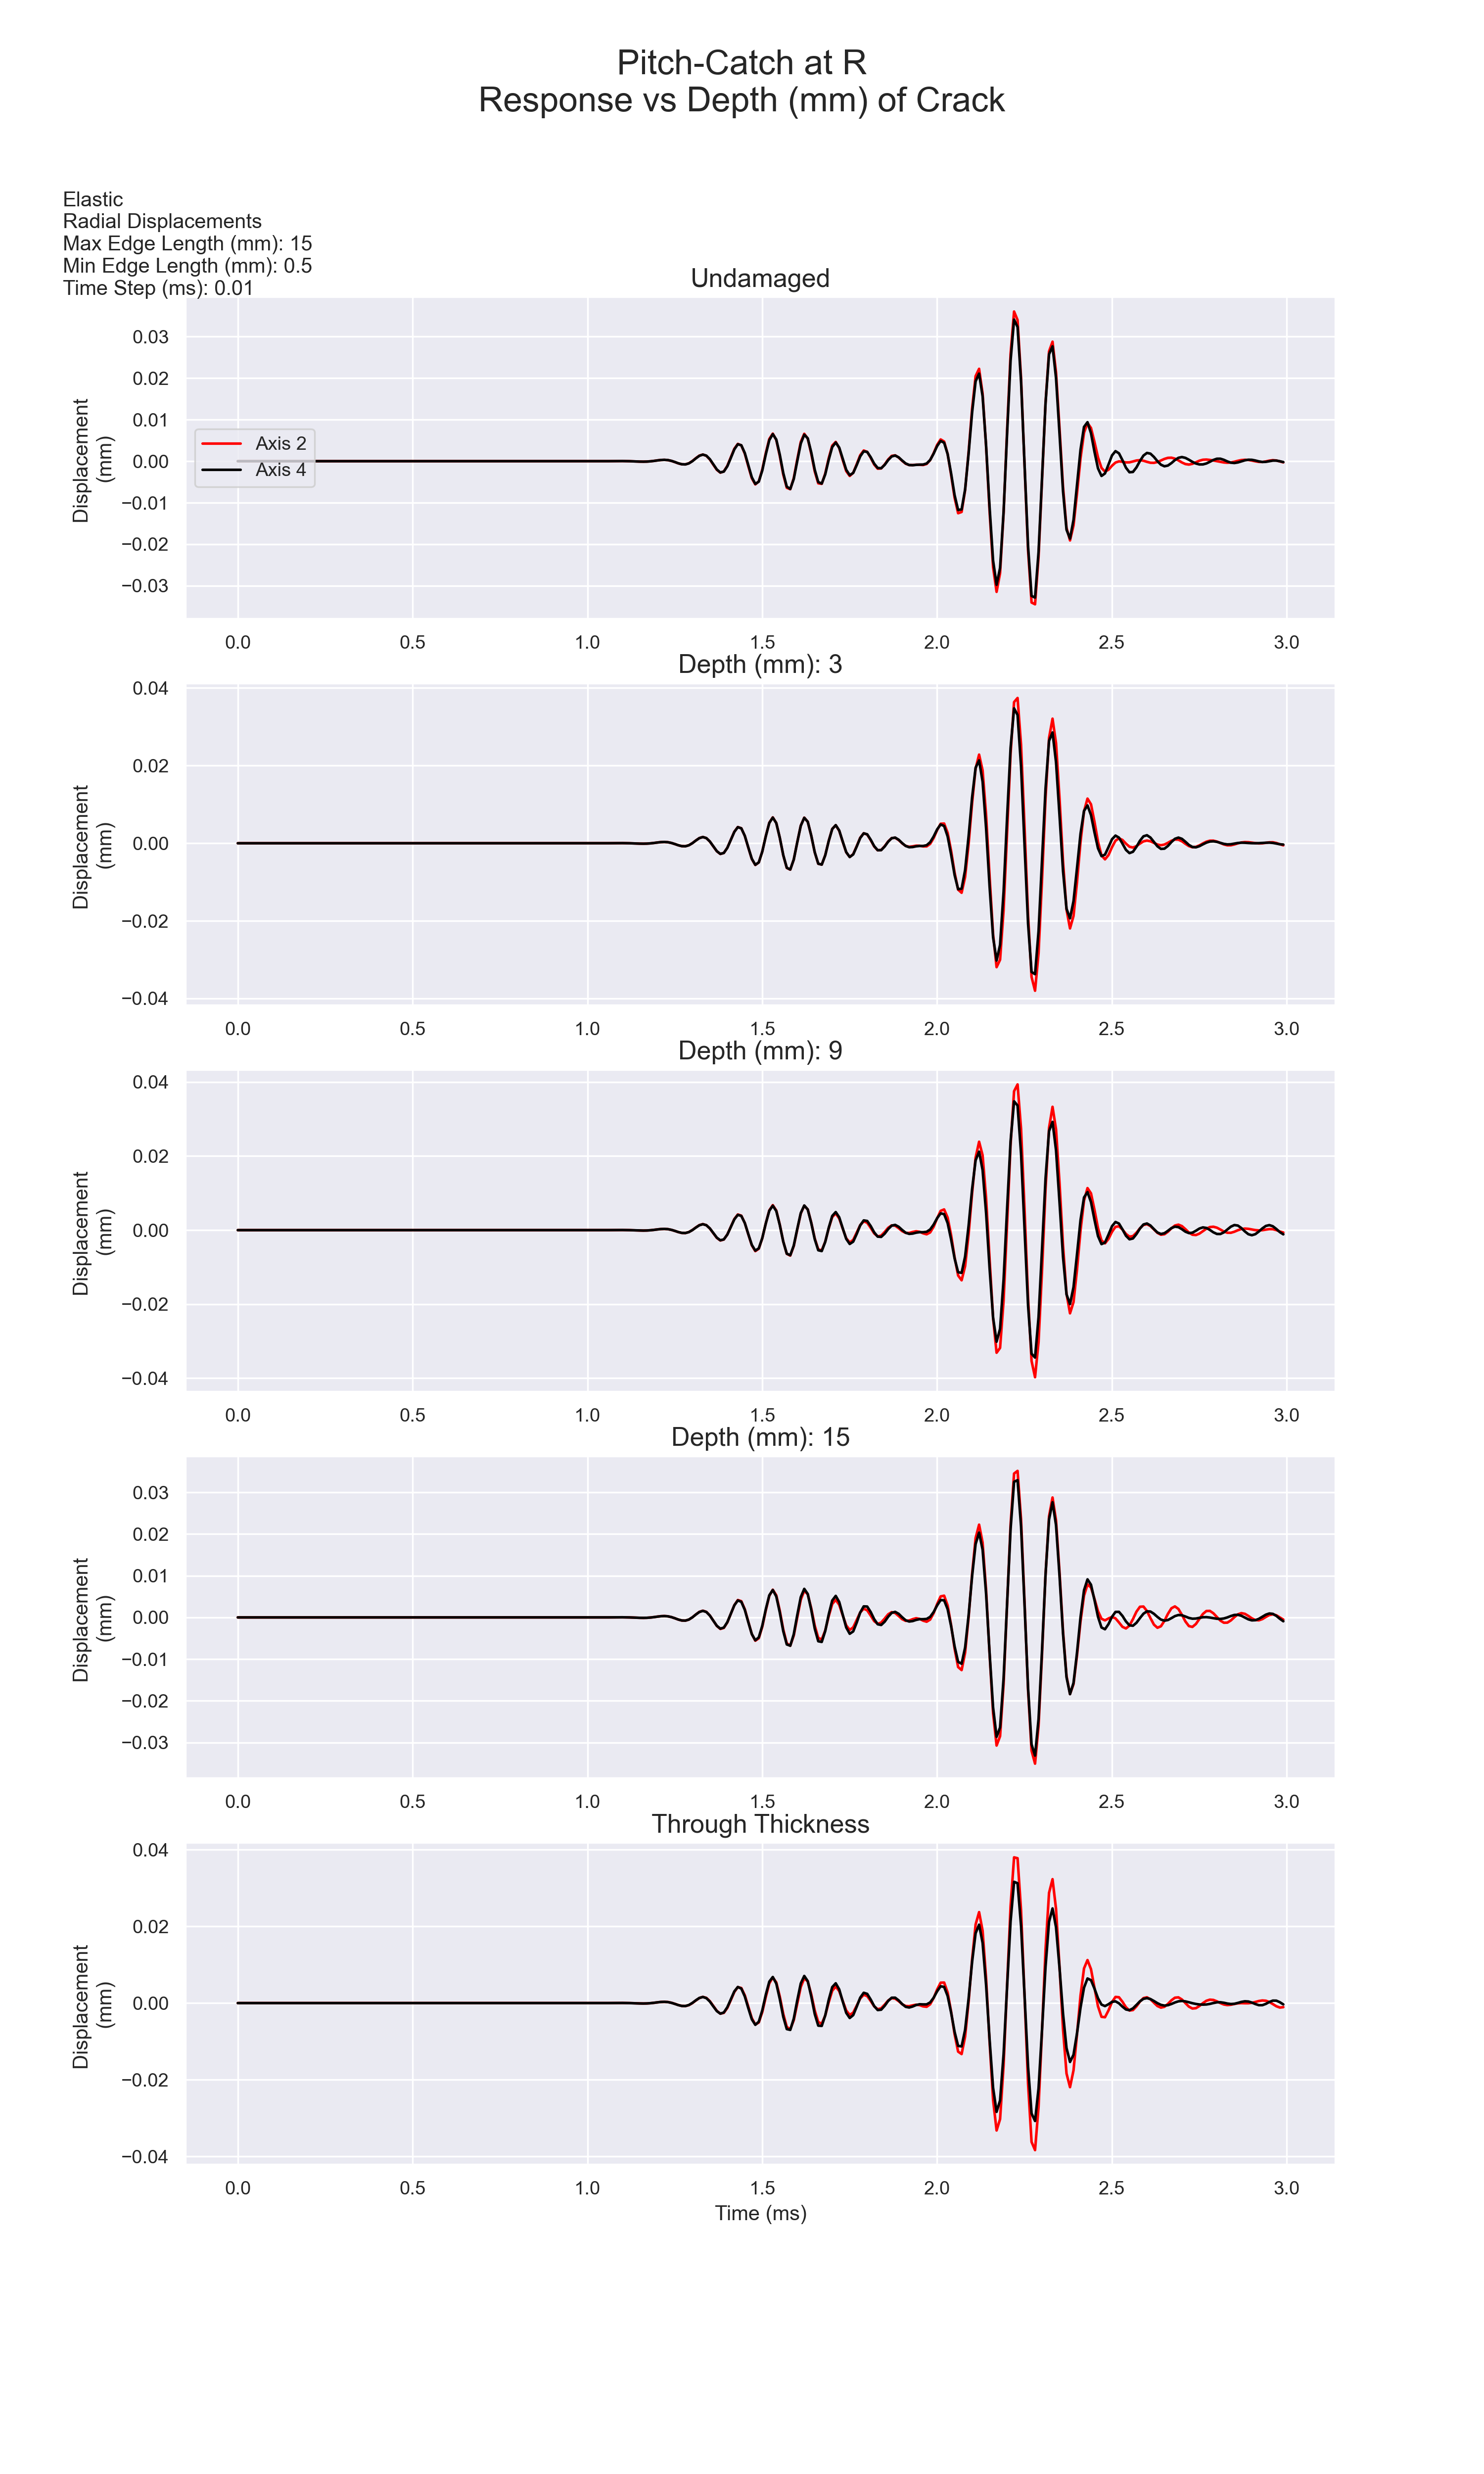 Pitch-Catch at R
Response vs Depth (mm) of Crack
Elastic
Radial Displacements
Max Edge Length (mm): 15
Min Edge Length (mm): 0.5
Time Step (ms): 0.01
Undamaged
0.03
0.02
0.01
0.00
−0.01
−0.02
−0.03
Displacement
(mm)
Axis 2
Axis 4
0.0 0.5 1.0 1.5 2.0 2.5 3.0
Depth (mm): 3
0.04
0.02
0.00
−0.02
−0.04
Displacement
(mm)
0.0 0.5 1.0 1.5 2.0 2.5 3.0
Depth (mm): 9
0.04
0.02
0.00
−0.02
−0.04
Displacement
(mm)
0.0 0.5 1.0 1.5 2.0 2.5 3.0
Depth (mm): 15
0.03
0.02
0.01
0.00
−0.01
−0.02
−0.03
Displacement
(mm)
0.0 0.5 1.0 1.5 2.0 2.5 3.0
Through Thickness
0.04
0.02
0.00
−0.02
−0.04
Displacement
(mm)
0.0 0.5 1.0 1.5 2.0 2.5 3.0
Time (ms)